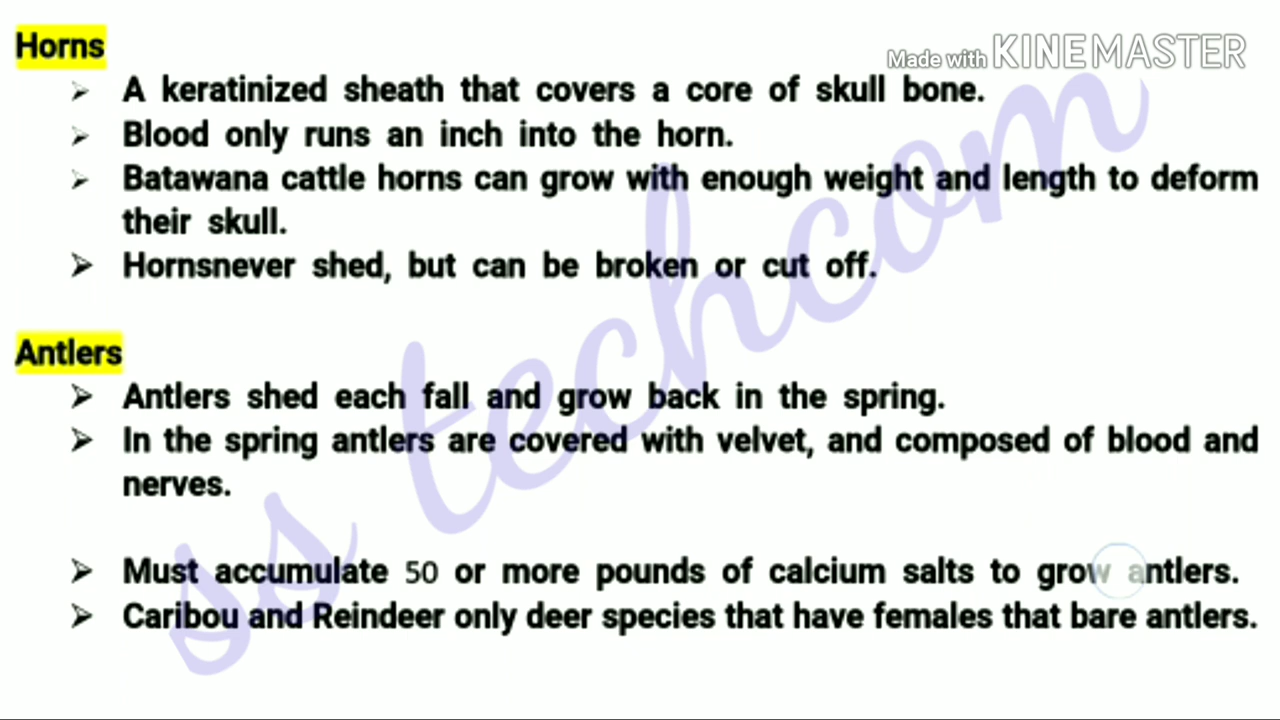 Horns
Made with KINEMASTER
➢ A keratinized sheath that covers a core of skull bone.
➢ Blood only runs an inch into the horn.
➢ Batawana cattle horns can grow with enough weight and length to deform
their skull.
➢ Hornsnever shed, but can be broken or cut off.
Antlers
➢ Antlers shed each fall and grow back in the spring.
➢ In the spring antlers are covered with velvet, and composed of blood and
nerves.
➢ Must accumulate 50 or more pounds of calcium salts to grow antlers.
➢ Caribou and Reindeer only deer species that have females that bare antlers.
ss techcom